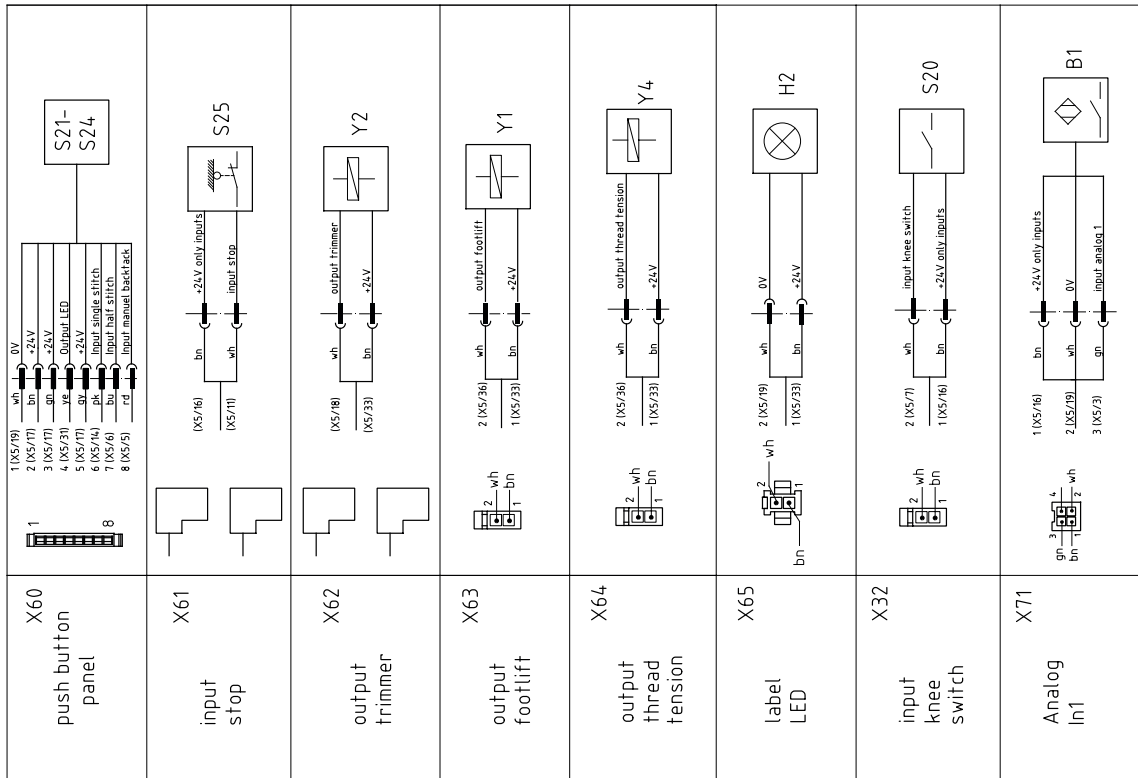 S21-
S24
1 (X5/19)
wh
0V
2 (X5/17)
bn
+24V
3 (X5/17)
gn
+24V
4 (X5/31)
ye
Output LED
5 (X5/17)
gy
+24V
6 (X5/14)
pk
Input single stitch
7 (X5/6)
bu
Input half stitch
8 (X5/5)
rd
Input manuel backtack
1
8
X60
push button
panel
S25
+24V only inputs
input stop
bn
wh
(X5/16)
(X5/11)
X61
input
stop
Y2
output trimmer
+24V
wh
bn
(X5/18)
(X5/33)
X62
output
trimmer
Y1
output footlift
+24V
wh
bn
2 (X5/36)
1 (X5/33)
2
wh
bn
1
X63
output
footlift
Y4
output thread tension
+24V
wh
bn
2 (X5/36)
1 (X5/33)
2
wh
bn
1
X64
output
thread
tension
H2
0V
+24V
wh
bn
2 (X5/19)
1 (X5/33)
2
wh
1
bn
X65
label
LED
S20
input knee switch
+24V only inputs
wh
bn
2 (X5/7)
1 (X5/16)
2
wh
bn
1
X32
input
knee
switch
B1
+24V only inputs
0V
input analog 1
bn
wh
gn
1 (X5/16)
2 (X5/19)
3 (X5/3)
3
4
gn
bn
wh
1
2
X71
Analog
In1